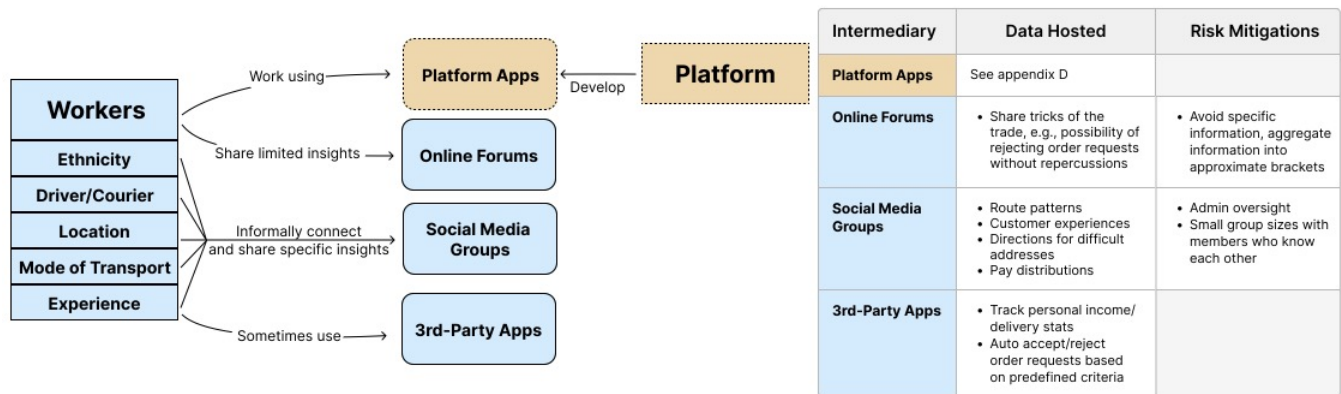 Workers
Ethnicity
Driver/Courier
Location
Mode of Transport
Experience
Work using
Share limited insights
Informally connect
and share specific insights
Sometimes use
Platform Apps
Online Forums
Social Media
Groups
3rd-Party Apps
Develop
Platform
Intermediary
Data Hosted
Risk Mitigations
Platform Apps
See appendix D
Online Forums
• Share tricks of the
trade, e.g., possibility of
rejecting order requests
without repercussions
• Avoid specific
information, aggregate
information into
approximate brackets
Social Media
Groups
• Route patterns
• Customer experiences
• Directions for difficult
addresses
• Pay distributions
• Admin oversight
• Small group sizes with
members who know
each other
3rd-Party Apps
• Track personal income/
delivery stats
• Auto accept/reject
order requests based
on predefined criteria